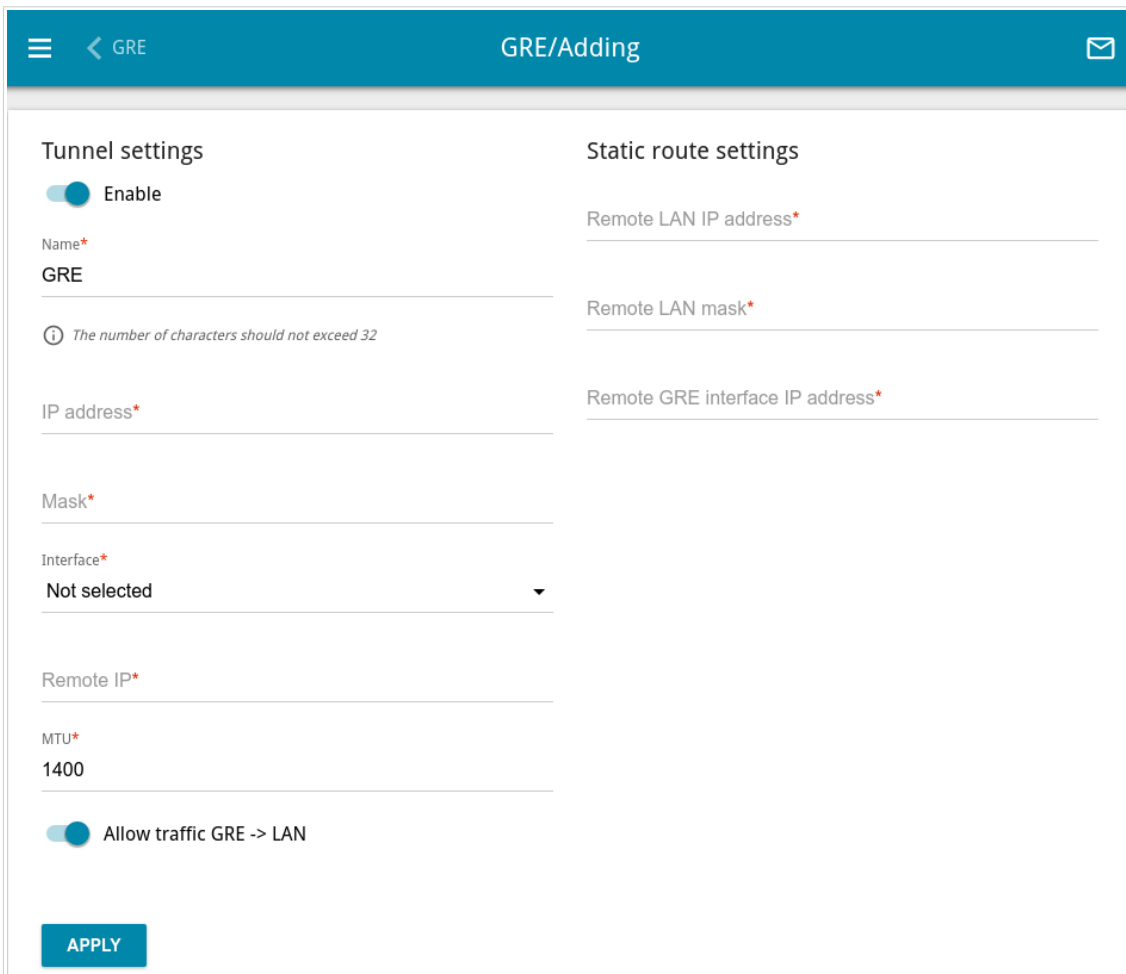 GRE
GRE/Adding
Tunnel settings
Enable
Name*
GRE
The number of characters should not exceed 32
IP address*
Mask*
Interface*
Not selected
Remote IP*
MTU*
1400
Allow traffic GRE -> LAN
APPLY
Static route settings
Remote LAN IP address*
Remote LAN mask*
Remote GRE interface IP address*